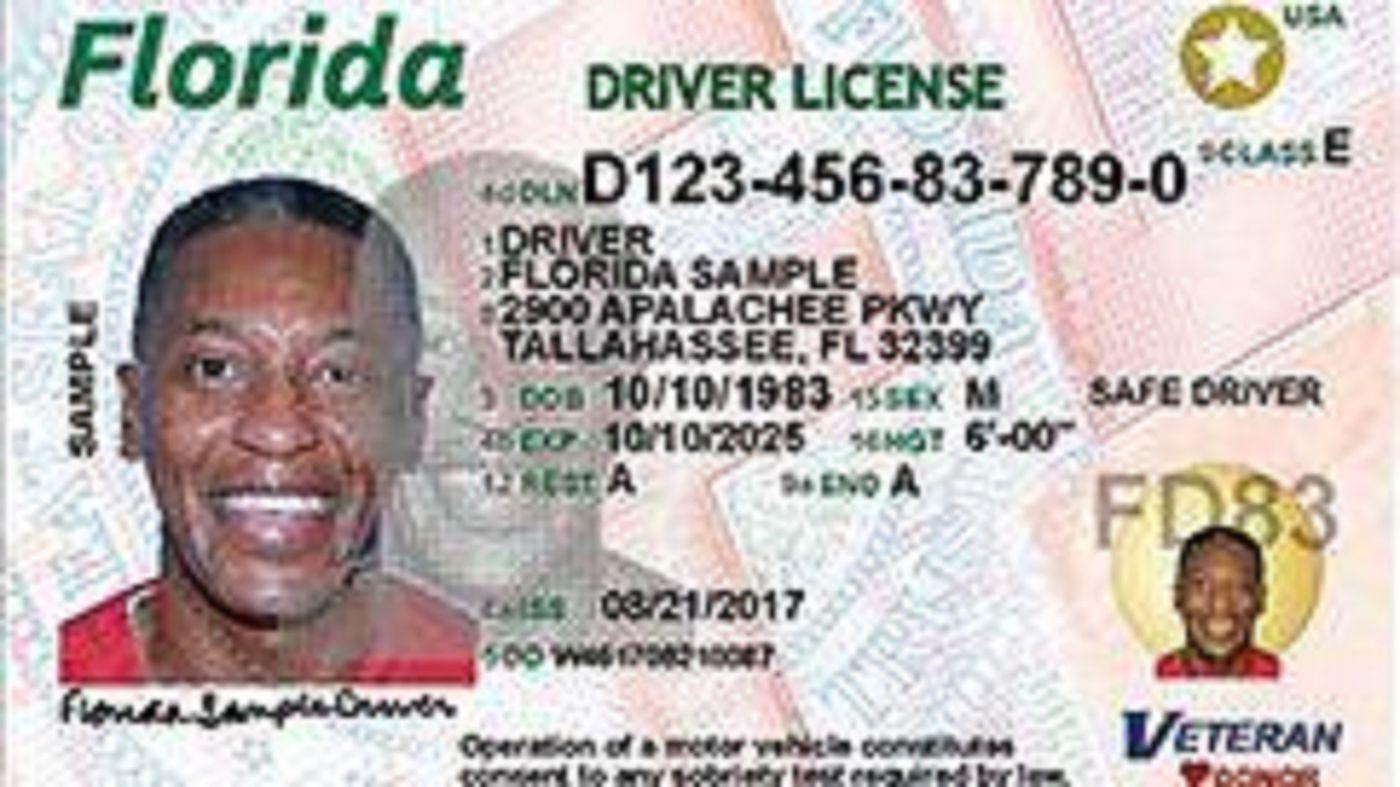 Florida
DRIVER LICENSE
USA
9 CLASS E
4d DLN D123-456-83-789-0
1 DRIVER
2 FLORIDA SAMPLE
8 2900 APALACHEE PKWY
TALLAHASSEE, FL 32399
3 DOB 10/10/1983 15 SEX M
SAFE DRIVER
4b EXP 10/10/2025 16 HGT 6'-00"
12 REST A 9a END A
FD83
SAMPLE
4a ISS 08/21/2017
5 DD
Florida Sample Driver
VETERAN
DONOR
Operation of a motor vehicle constitutes
consent to any sobriety test required by law.